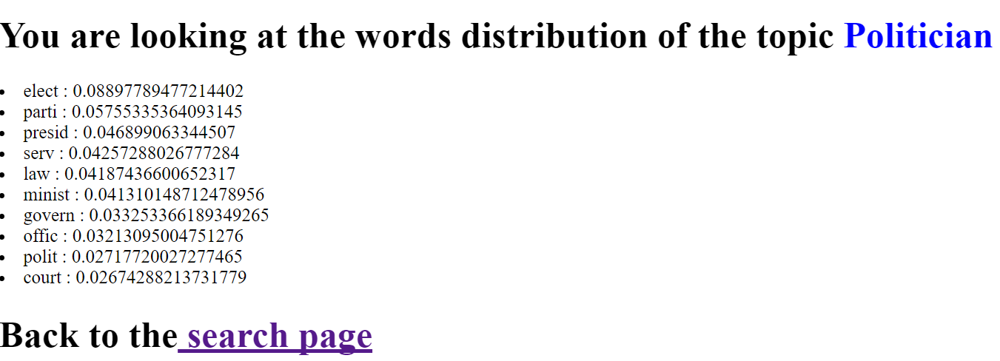 You are looking at the words distribution of the topic Politician
• elect : 0.08897789477214402
• parti : 0.05755335364093145
• presid : 0.046899063344507
• serv : 0.04257288026777284
• law : 0.04187436600652317
• minist : 0.041310148712478956
• govern : 0.033253366189349265
• offic : 0.03213095004751276
• polit : 0.02717720027277465
• court : 0.02674288213731779
Back to the search page